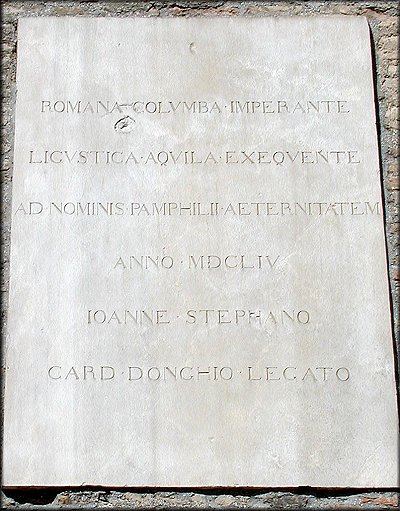 ROMANA·COLVMBA·IMPERANTE
LIGVSTICA·AQVILA·EXEQVENTE
AD·NOMINIS·PAMPHILII·AETERNITATEM
ANNO·MDCLIV
IOANNE·STEPHANO
CARD·DONGHIO·LEGATO